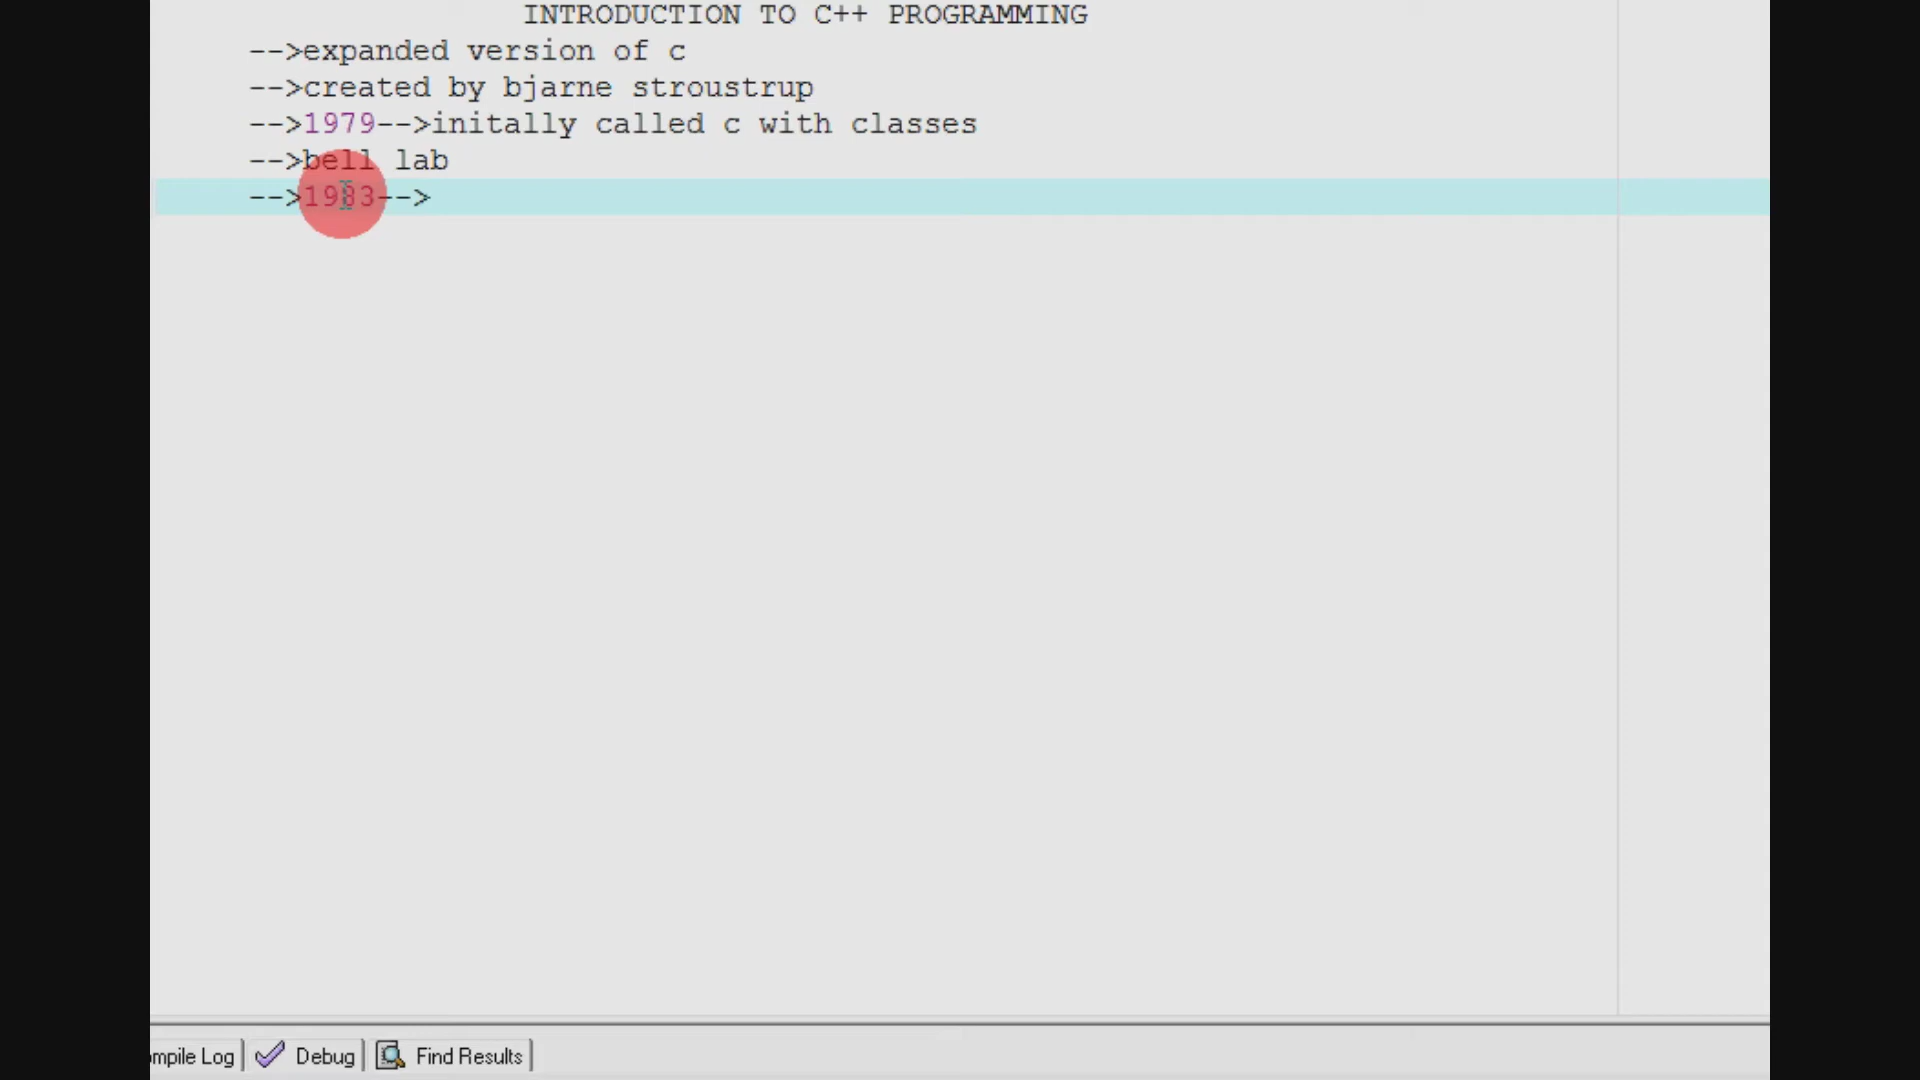 INTRODUCTION TO C++ PROGRAMMING
-->expanded version of c
-->created by bjarne stroustrup
-->1979-->initally called c with classes
-->bell lab
-->1983-->
ompile Log Debug Find Results